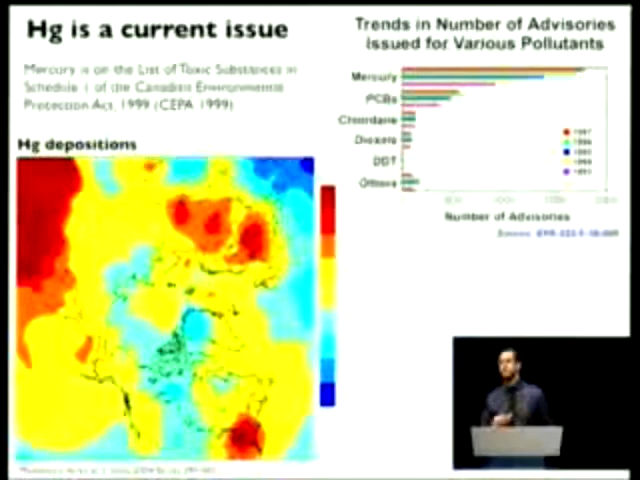 Hg is a current issue
Mercury is on the List of Toxic Substances in
Schedule 1 of the Canadian Environmental
Protection Act, 1999 (CEPA 1999)
Hg depositions
Trends in Number of Advisories
Issued for Various Pollutants
Mercury
PCBs
Chlordane
Dioxins
DDT
Others
Number of Advisories